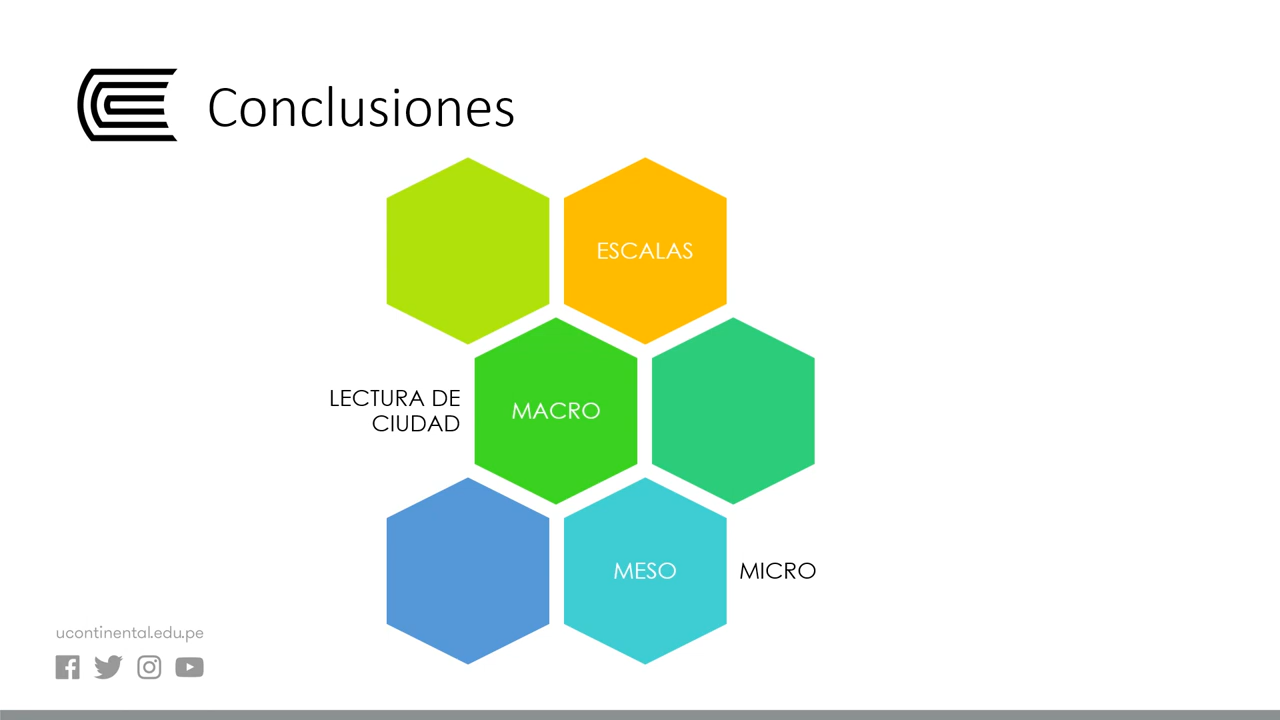 Conclusiones
ESCALAS
LECTURA DE
CIUDAD
MACRO
MESO
MICRO
ucontinental.edu.pe